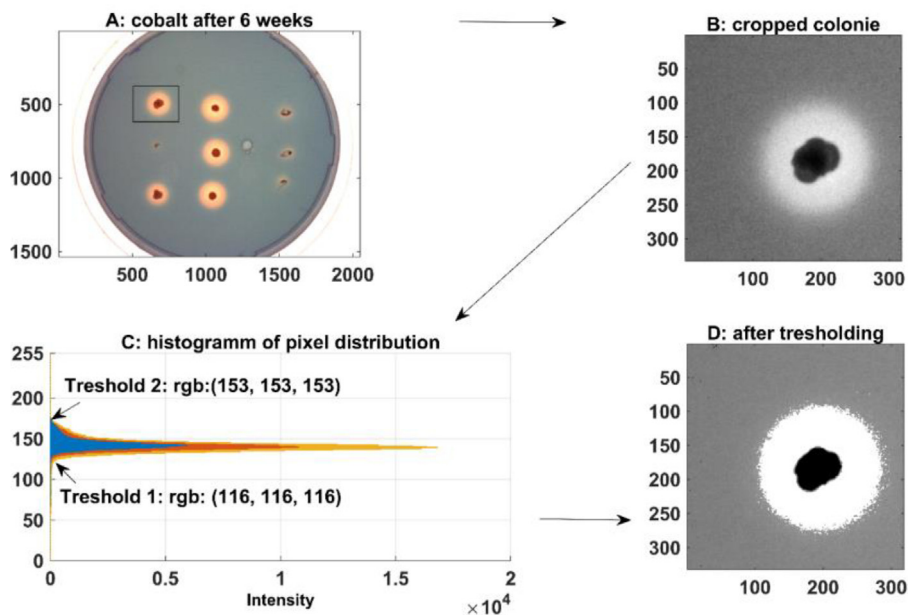 A: cobalt after 6 weeks
500
1000
1500
500 1000 1500 2000
B: cropped colonie
0
50
100
150
200
250
300
100 200 300
C: histogramm of pixel distribution
255
200
150
100
50
0
Treshold 2: rgb:(153, 153, 153)
Treshold 1: rgb: (116, 116, 116)
0 0.5 1 1.5 2
Intensity
×10⁴
D: after tresholding
0
50
100
150
200
250
300
100 200 300